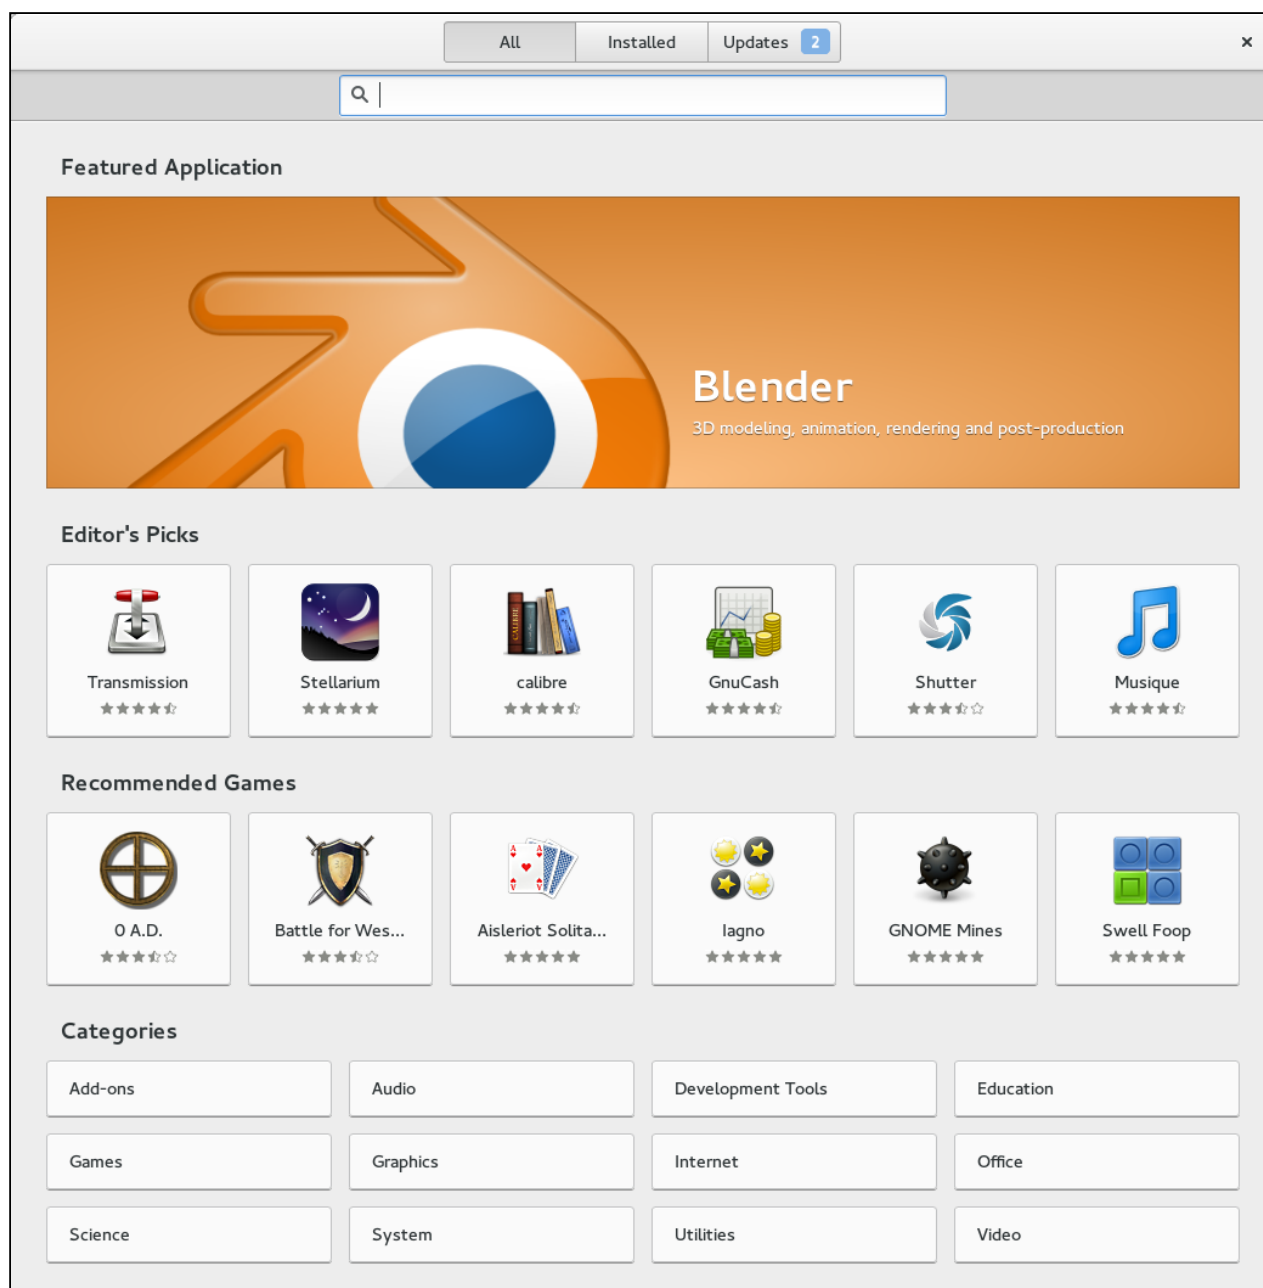 All Installed Updates 2
Featured Application
Blender
3D modeling, animation, rendering and post-production
Editor's Picks
Transmission Stellarium calibre GnuCash Shutter Musique
Recommended Games
0 A.D. Battle for Wes... Aisleriot Solita... Iagno GNOME Mines Swell Foop
Categories
Add-ons Audio Development Tools Education
Games Graphics Internet Office
Science System Utilities Video